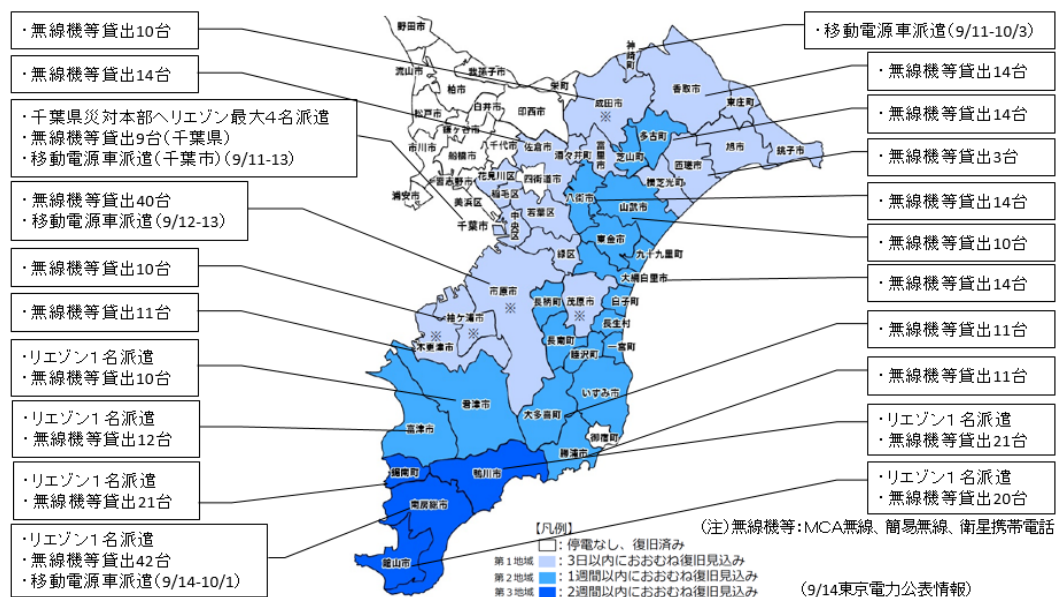 ・無線機等貸出10台
・無線機等貸出14台
・千葉県災対本部へリエゾン最大4名派遣
・無線機等貸出9台(千葉県)
・移動電源車派遣(千葉市)(9/11-13)
・無線機等貸出40台
・移動電源車派遣(9/12-13)
・無線機等貸出10台
・無線機等貸出11台
・リエゾン1名派遣
・無線機等貸出10台
・リエゾン1名派遣
・無線機等貸出12台
・リエゾン1名派遣
・無線機等貸出21台
・リエゾン1名派遣
・無線機等貸出42台
・移動電源車派遣(9/14-10/1)
野田市
流山市
我孫子市
柏市
栄町
神崎町
香取市
東庄町
成田市
※
松戸市
白井市
印西市
鎌ケ谷市
市川市
船橋市
八千代市
佐倉市
酒々井町
富里市
多古町
芝山町
旭市
銚子市
匝瑳市
横芝光町
浦安市
習志野市
花見川区
四街道市
美浜区
稲毛区
若葉区
八街市
山武市
千葉市
中央区
緑区
東金市
九十九里町
大網白里市
市原市
※
長柄町
茂原市
※
白子町
袖ケ浦市
※
木更津市
※
長南町
長生村
睦沢町
一宮町
君津市
大多喜町
いすみ市
富津市
御宿町
勝浦市
鋸南町
鴨川市
南房総市
館山市
・移動電源車派遣(9/11-10/3)
・無線機等貸出14台
・無線機等貸出14台
・無線機等貸出3台
・無線機等貸出14台
・無線機等貸出10台
・無線機等貸出14台
・無線機等貸出11台
・無線機等貸出11台
・リエゾン1名派遣
・無線機等貸出21台
・リエゾン1名派遣
・無線機等貸出20台
【凡例】
：停電なし、復旧済み
第1地域 ：3日以内におおむね復旧見込み
第2地域 ：1週間以内におおむね復旧見込み
第3地域 ：2週間以内におおむね復旧見込み
(注)無線機等：MCA無線、簡易無線、衛星携帯電話
(9/14東京電力公表情報)